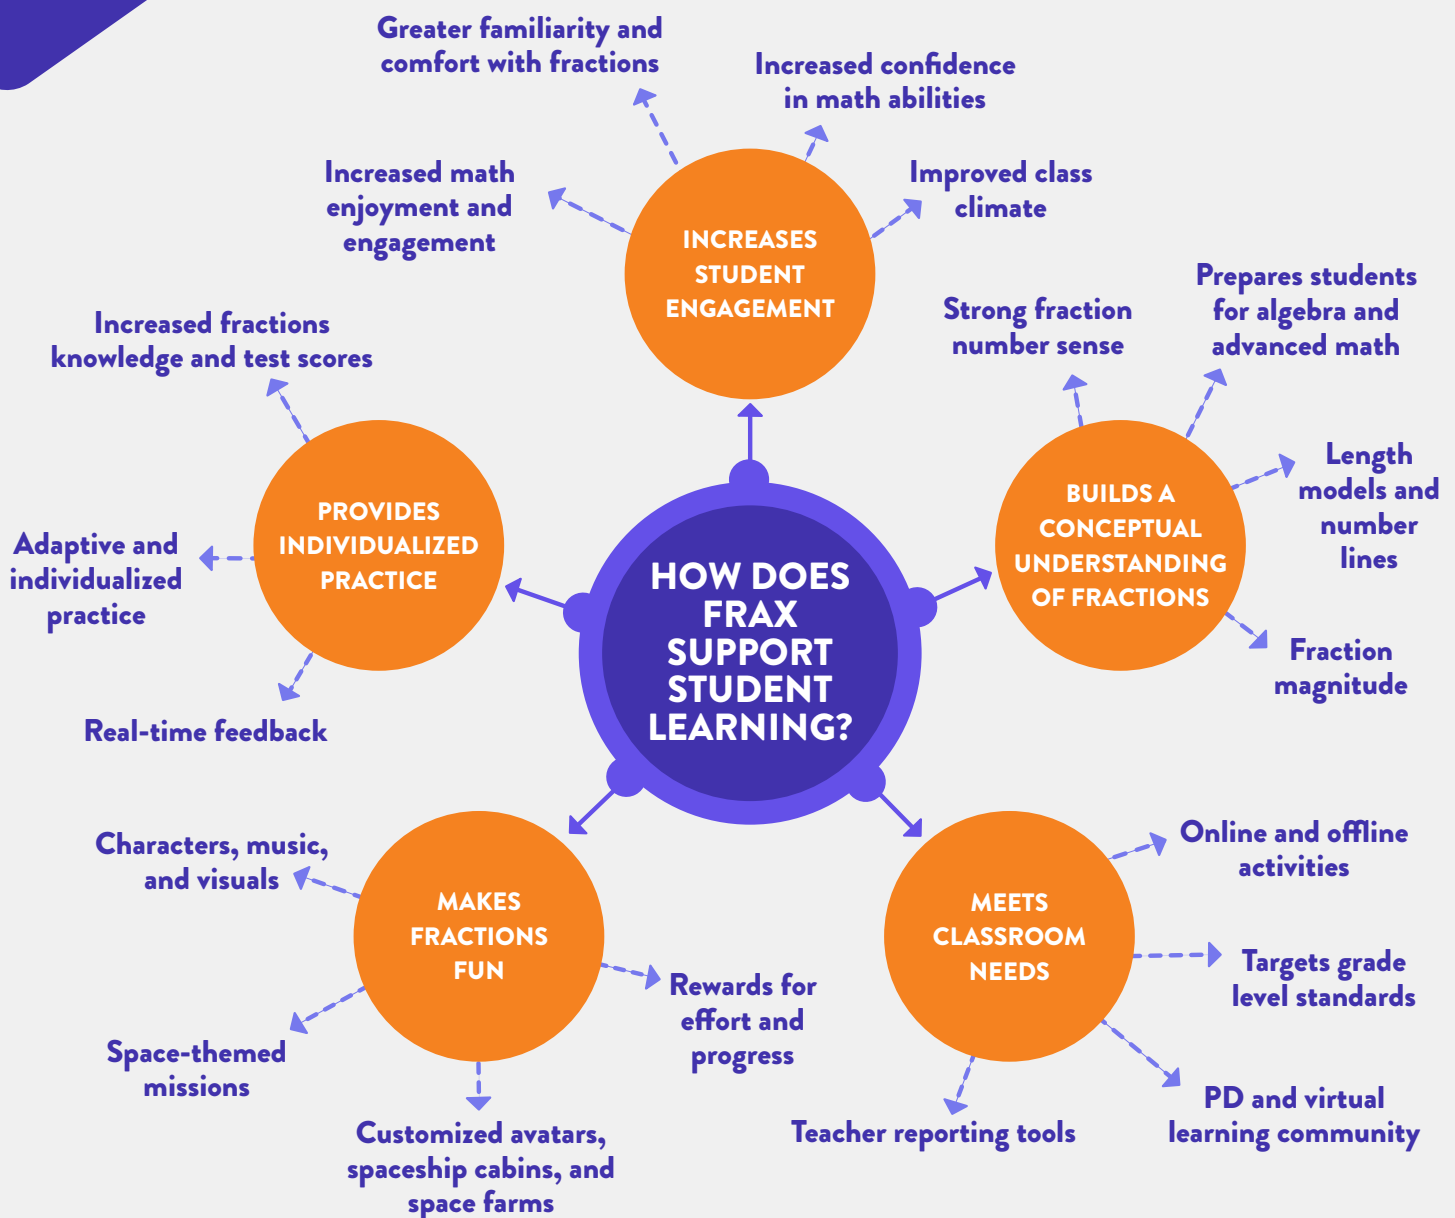 Greater familiarity and
comfort with fractions
Increased confidence
in math abilities
Increased math
enjoyment and
engagement
Improved class
climate
INCREASES
STUDENT
ENGAGEMENT
Strong fraction
number sense
Prepares students
for algebra and
advanced math
Length
models and
number
lines
Fraction
magnitude
BUILDS A
CONCEPTUAL
UNDERSTANDING
OF FRACTIONS
Increased fractions
knowledge and test scores
Adaptive and
individualized
practice
Real-time feedback
PROVIDES
INDIVIDUALIZED
PRACTICE
HOW DOES
FRAX
SUPPORT
STUDENT
LEARNING?
Characters, music,
and visuals
Space-themed
missions
Customized avatars,
spaceship cabins, and
space farms
Rewards for
effort and
progress
MAKES
FRACTIONS
FUN
MEETS
CLASSROOM
NEEDS
Online and offline
activities
Targets grade
level standards
PD and virtual
learning community
Teacher reporting tools